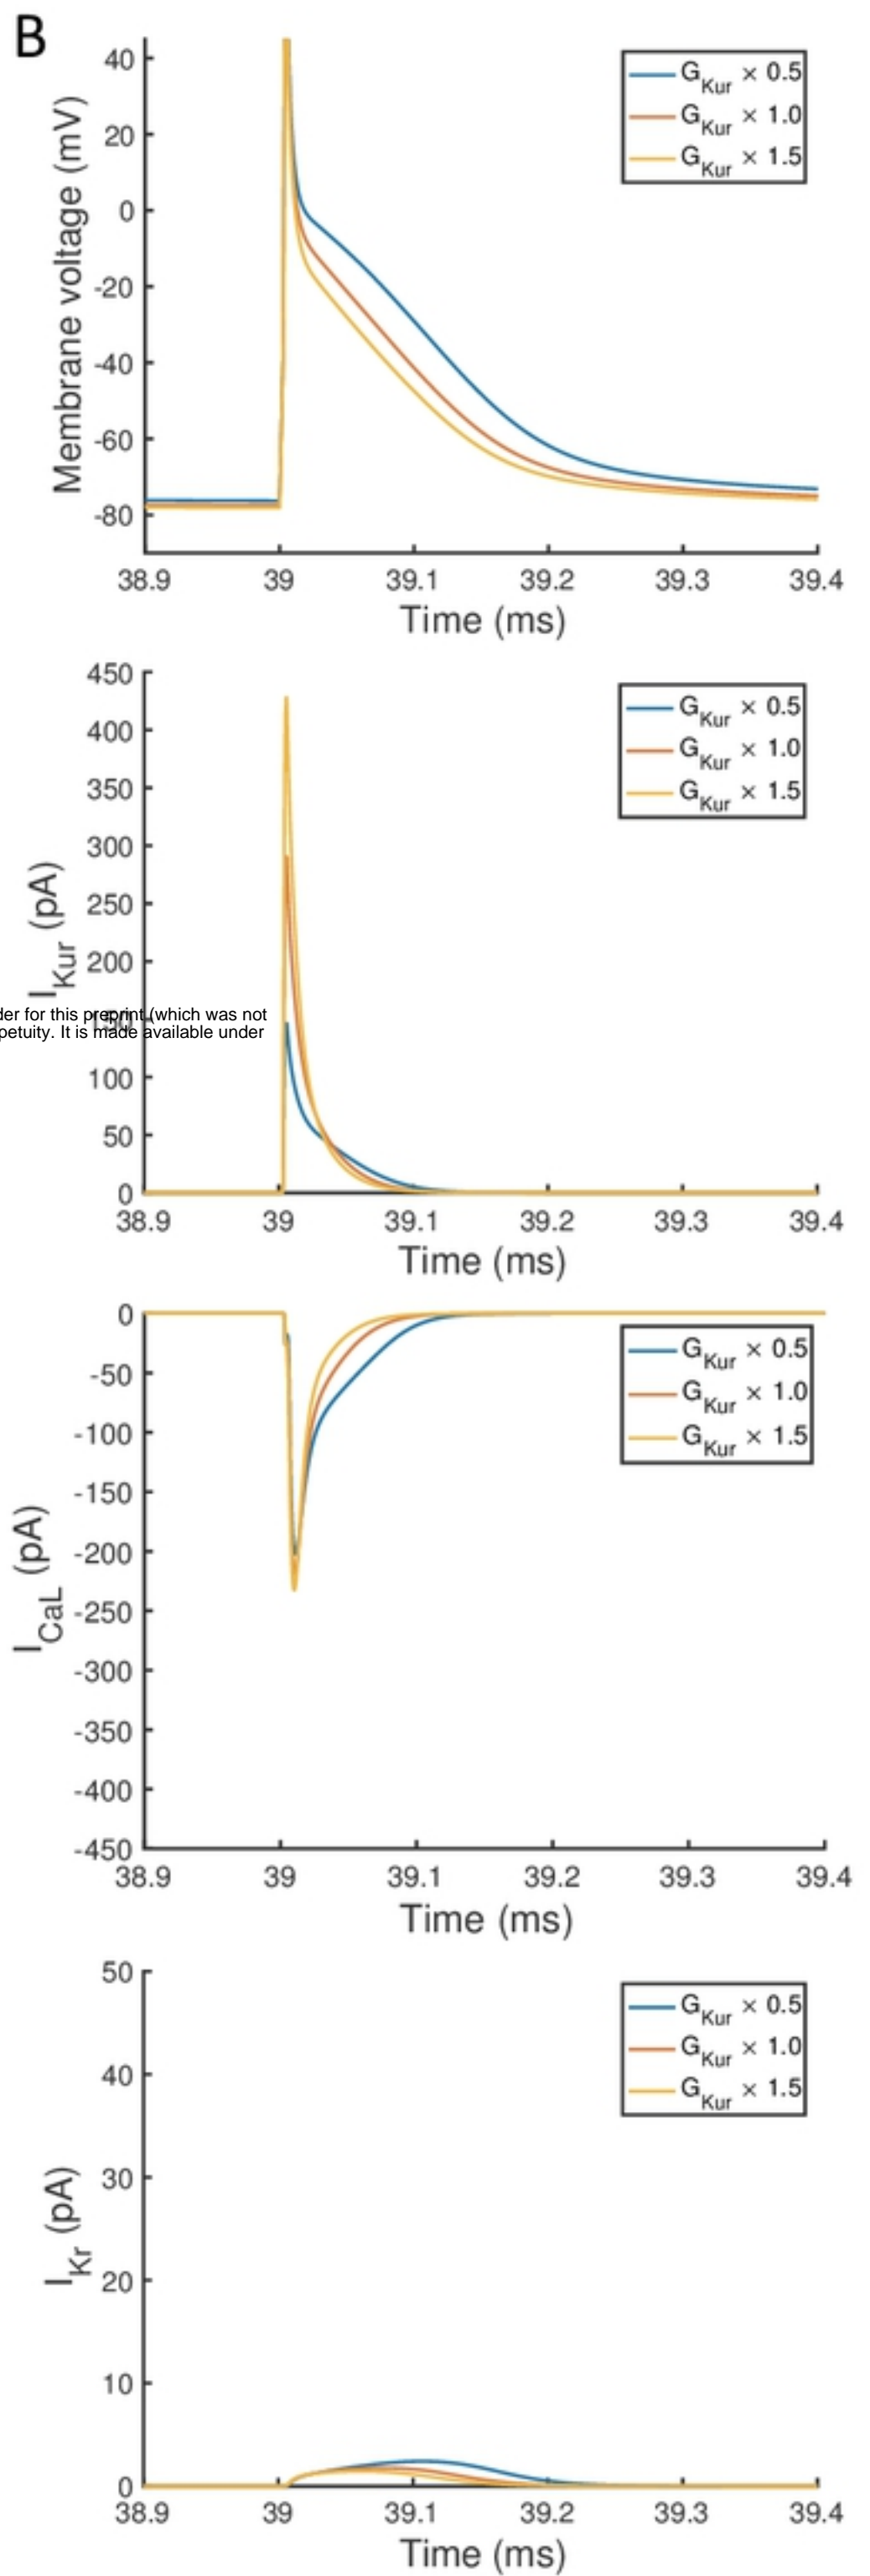 B
40
20
0
-20
-40
-60
-80
Membrane voltage (mV)
G_Kur × 0.5
G_Kur × 1.0
G_Kur × 1.5
38.9 39 39.1 39.2 39.3 39.4
Time (ms)
450
400
350
300
250
200
150
100
50
0
I_Kur (pA)
G_Kur × 0.5
G_Kur × 1.0
G_Kur × 1.5
der for this preprint (which was not
petuity. It is made available under
38.9 39 39.1 39.2 39.3 39.4
Time (ms)
0
-50
-100
-150
-200
-250
-300
-350
-400
-450
I_CaL (pA)
G_Kur × 0.5
G_Kur × 1.0
G_Kur × 1.5
38.9 39 39.1 39.2 39.3 39.4
Time (ms)
50
40
30
20
10
0
I_Kr (pA)
G_Kur × 0.5
G_Kur × 1.0
G_Kur × 1.5
38.9 39 39.1 39.2 39.3 39.4
Time (ms)